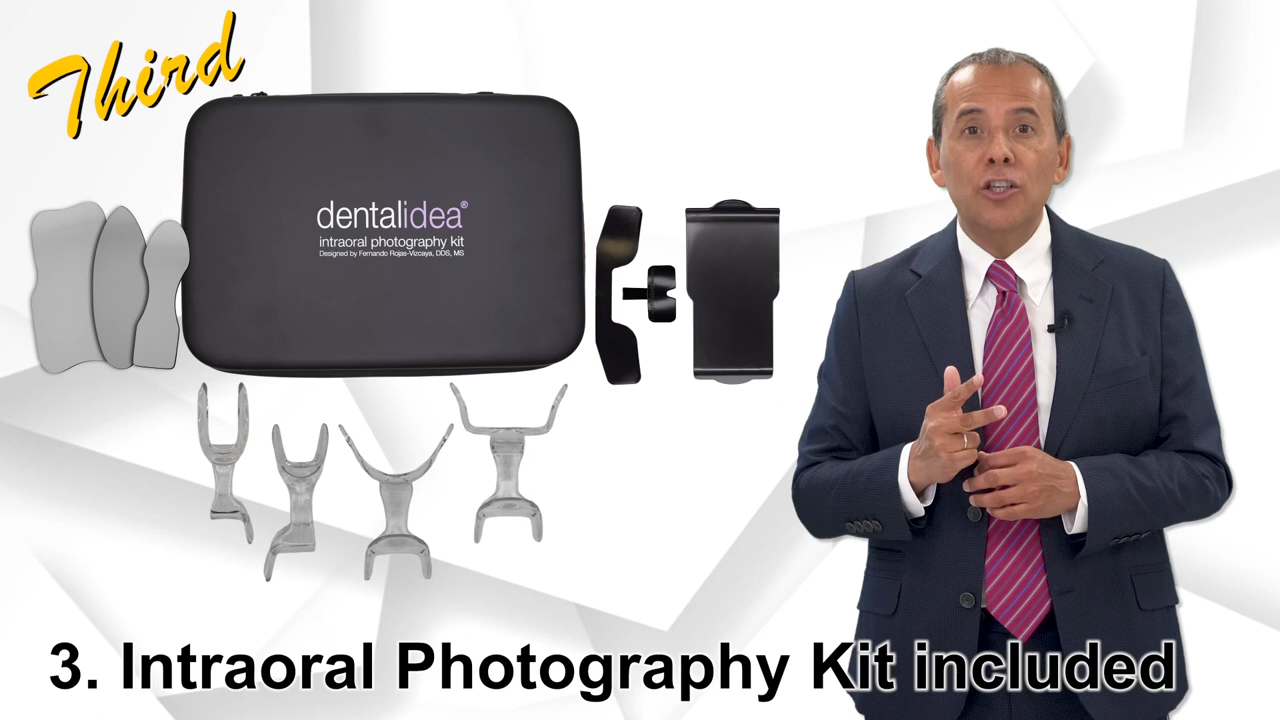 Third
dentalidea®
intraoral photography kit
Designed by Fernando Rojas-Vizcaya, DDS, MS
3. Intraoral Photography Kit included